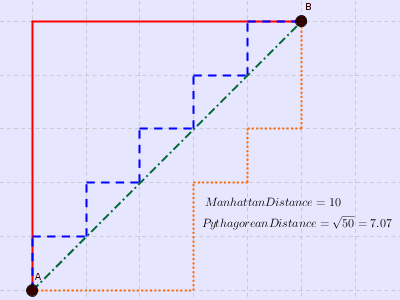 B
A
ManhattanDistance = 10
PythagoreanDistance = √50 = 7.07